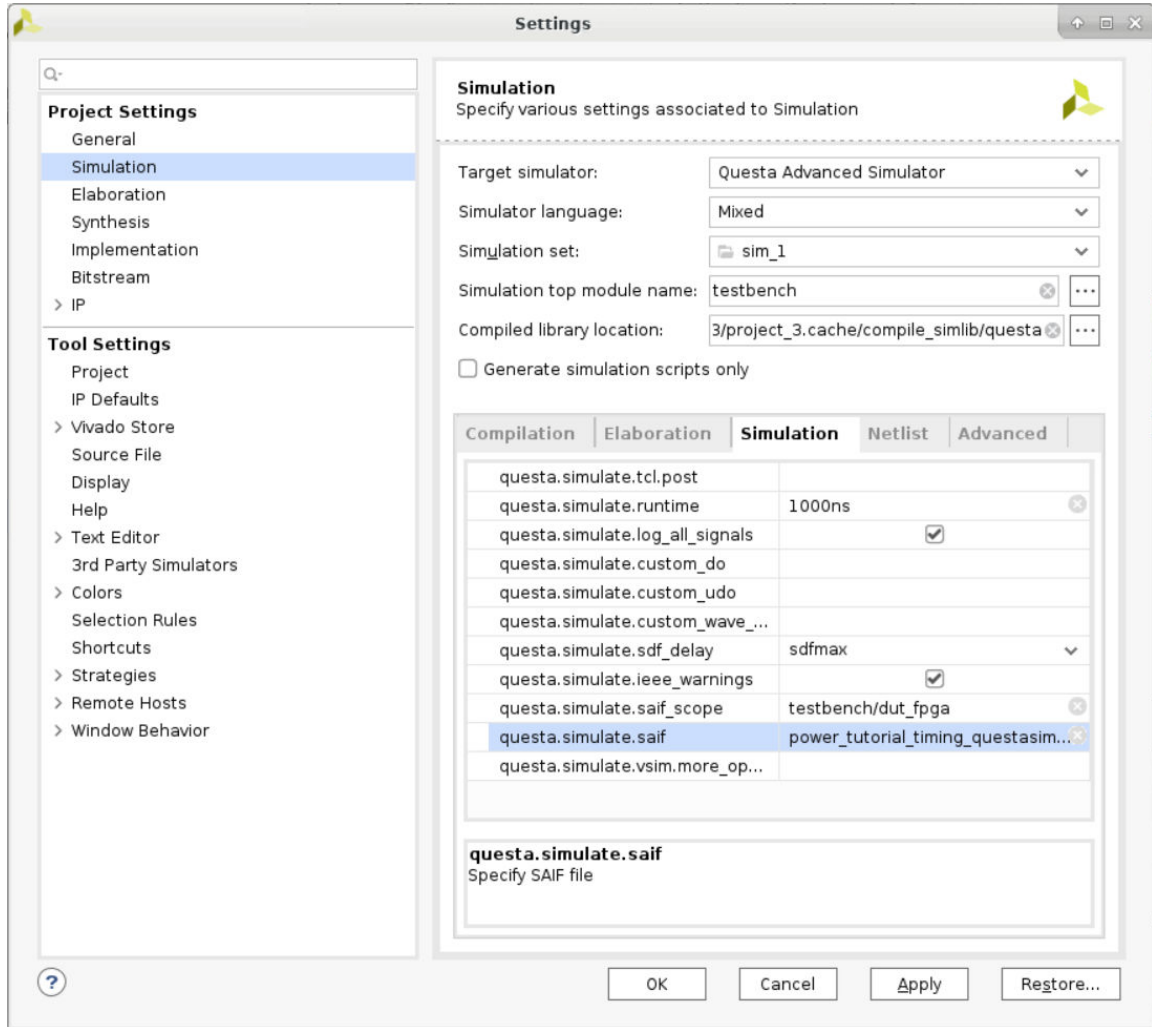 Settings
Project Settings
General
Simulation
Elaboration
Synthesis
Implementation
Bitstream
> IP
Tool Settings
Project
IP Defaults
> Vivado Store
Source File
Display
Help
> Text Editor
3rd Party Simulators
> Colors
Selection Rules
Shortcuts
> Strategies
> Remote Hosts
> Window Behavior
Simulation
Specify various settings associated to Simulation
Target simulator: Questa Advanced Simulator
Simulator language: Mixed
Simulation set: sim_1
Simulation top module name: testbench ...
Compiled library location: 3/project_3.cache/compile_simlib/questa ...
Generate simulation scripts only
Compilation Elaboration Simulation Netlist Advanced
questa.simulate.tcl.post
questa.simulate.runtime 1000ns
questa.simulate.log_all_signals
questa.simulate.custom_do
questa.simulate.custom_udo
questa.simulate.custom_wave_...
questa.simulate.sdf_delay sdfmax
questa.simulate.ieee_warnings
questa.simulate.saif_scope testbench/dut_fpga
questa.simulate.saif power_tutorial_timing_questasim...
questa.simulate.vsim.more_op...
questa.simulate.saif
Specify SAIF file
? OK Cancel Apply Restore...